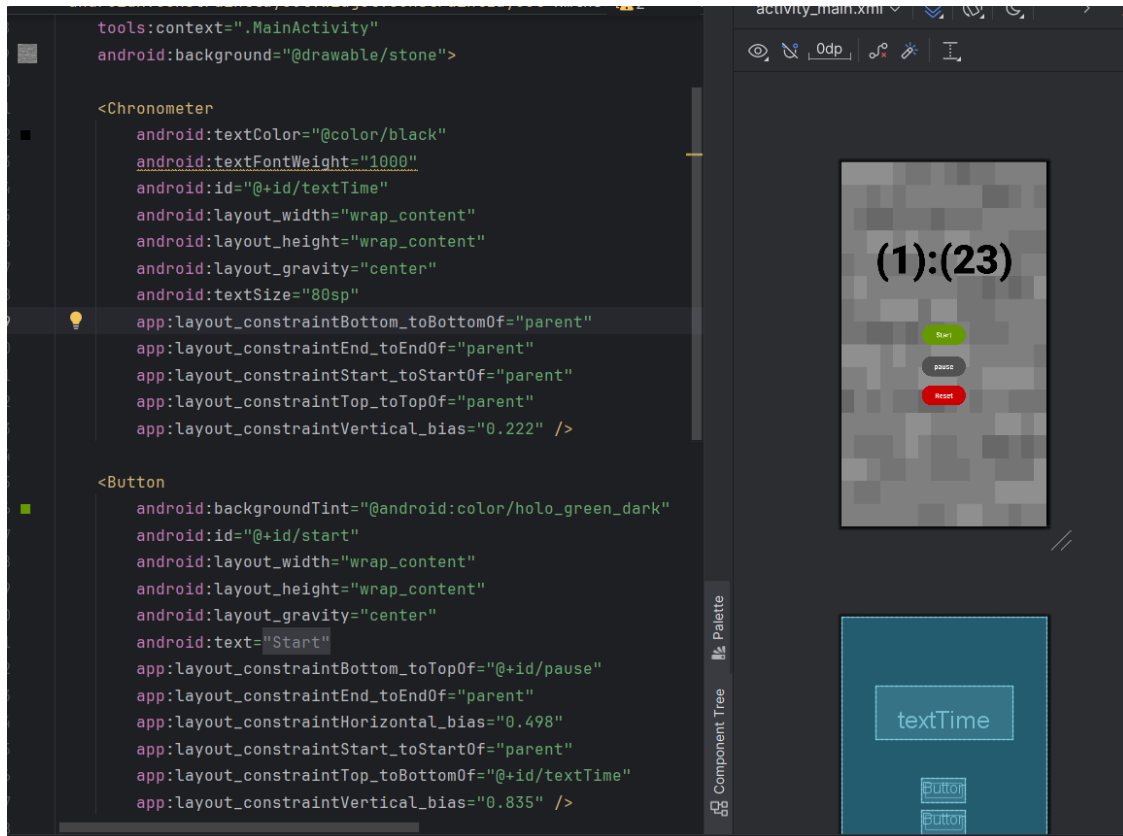 tools:context=".MainActivity"
android:background="@drawable/stone">
<Chronometer
android:textColor="@color/black"
android:textFontWeight="1000"
android:id="@+id/textTime"
android:layout_width="wrap_content"
android:layout_height="wrap_content"
android:layout_gravity="center"
android:textSize="80sp"
app:layout_constraintBottom_toBottomOf="parent"
app:layout_constraintEnd_toEndOf="parent"
app:layout_constraintStart_toStartOf="parent"
app:layout_constraintTop_toTopOf="parent"
app:layout_constraintVertical_bias="0.222" />
<Button
android:backgroundTint="@android:color/holo_green_dark"
android:id="@+id/start"
android:layout_width="wrap_content"
android:layout_height="wrap_content"
android:layout_gravity="center"
android:text="Start"
app:layout_constraintBottom_toTopOf="@+id/pause"
app:layout_constraintEnd_toEndOf="parent"
app:layout_constraintHorizontal_bias="0.498"
app:layout_constraintStart_toStartOf="parent"
app:layout_constraintTop_toBottomOf="@+id/textTime"
app:layout_constraintVertical_bias="0.835" />
Palette
Component Tree
activity_main.xml
0dp
(1):(23)
Start
pause
Reset
textTime
Button
Button